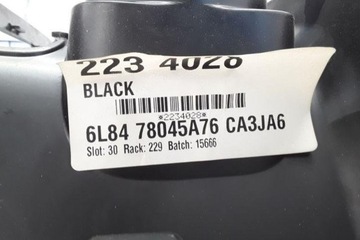 223 4028
BLACK
*2234028*
6L84 78045A76 CA3JA6
Slot: 30 Rack: 229 Batch: 15666